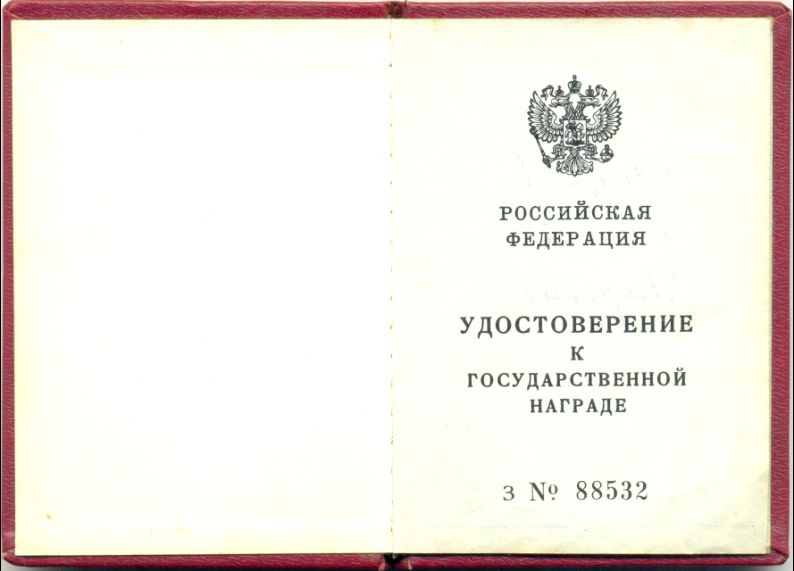 РОССИЙСКАЯ
ФЕДЕРАЦИЯ
УДОСТОВЕРЕНИЕ
К
ГОСУДАРСТВЕННОЙ
НАГРАДЕ
З № 88532